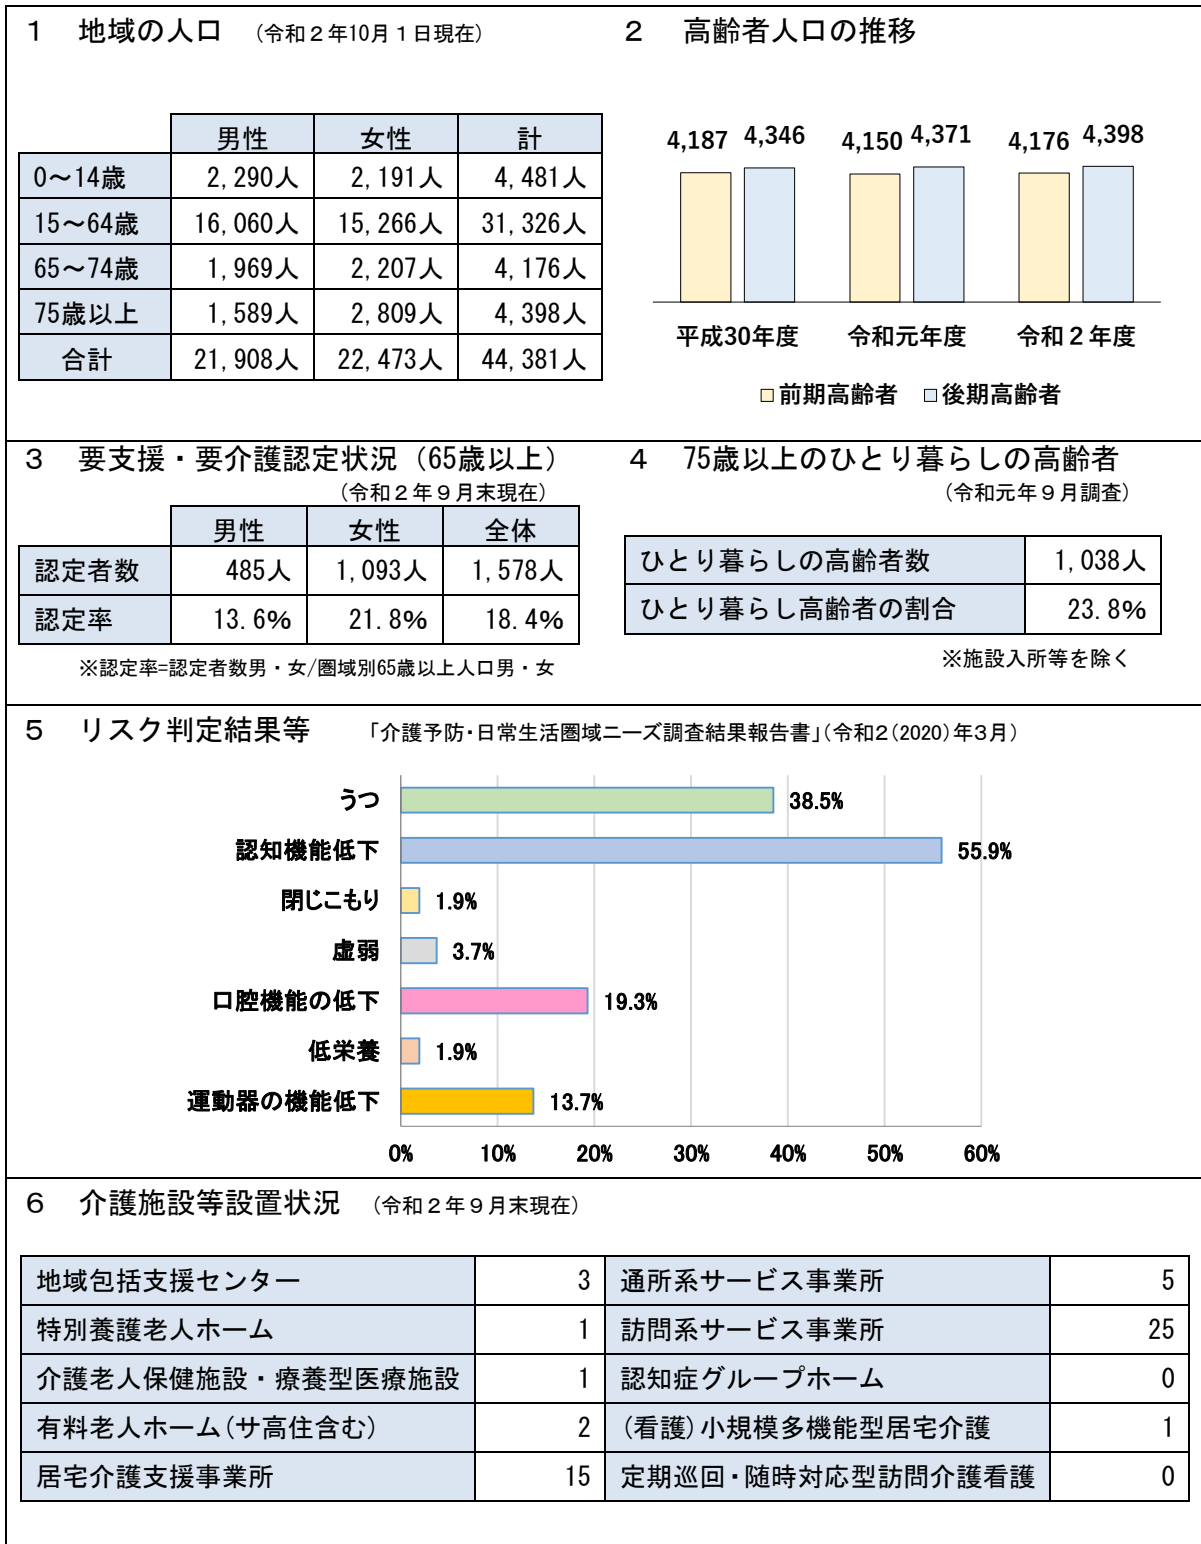 １　地域の人口　（令和２年10月１日現在）
男性　女性　計
0～14歳　2,290人　2,191人　4,481人
15～64歳　16,060人　15,266人　31,326人
65～74歳　1,969人　2,207人　4,176人
75歳以上　1,589人　2,809人　4,398人
合計　21,908人　22,473人　44,381人
２　高齢者人口の推移
4,187　4,346　4,150　4,371　4,176　4,398
平成30年度　令和元年度　令和２年度
前期高齢者　後期高齢者
３　要支援・要介護認定状況（65歳以上）
（令和２年９月末現在）
男性　女性　全体
認定者数　485人　1,093人　1,578人
認定率　13.6%　21.8%　18.4%
※認定率=認定者数男・女/圏域別65歳以上人口男・女
４　75歳以上のひとり暮らしの高齢者
（令和元年９月調査）
ひとり暮らしの高齢者数　1,038人
ひとり暮らし高齢者の割合　23.8%
※施設入所等を除く
５　リスク判定結果等　「介護予防・日常生活圏域ニーズ調査結果報告書」（令和2（2020）年3月）
うつ　38.5%
認知機能低下　55.9%
閉じこもり　1.9%
虚弱　3.7%
口腔機能の低下　19.3%
低栄養　1.9%
運動器の機能低下　13.7%
0%　10%　20%　30%　40%　50%　60%
６　介護施設等設置状況　（令和２年９月末現在）
地域包括支援センター　3　通所系サービス事業所　5
特別養護老人ホーム　1　訪問系サービス事業所　25
介護老人保健施設・療養型医療施設　1　認知症グループホーム　0
有料老人ホーム（サ高住含む）　2　（看護）小規模多機能型居宅介護　1
居宅介護支援事業所　15　定期巡回・随時対応型訪問介護看護　0